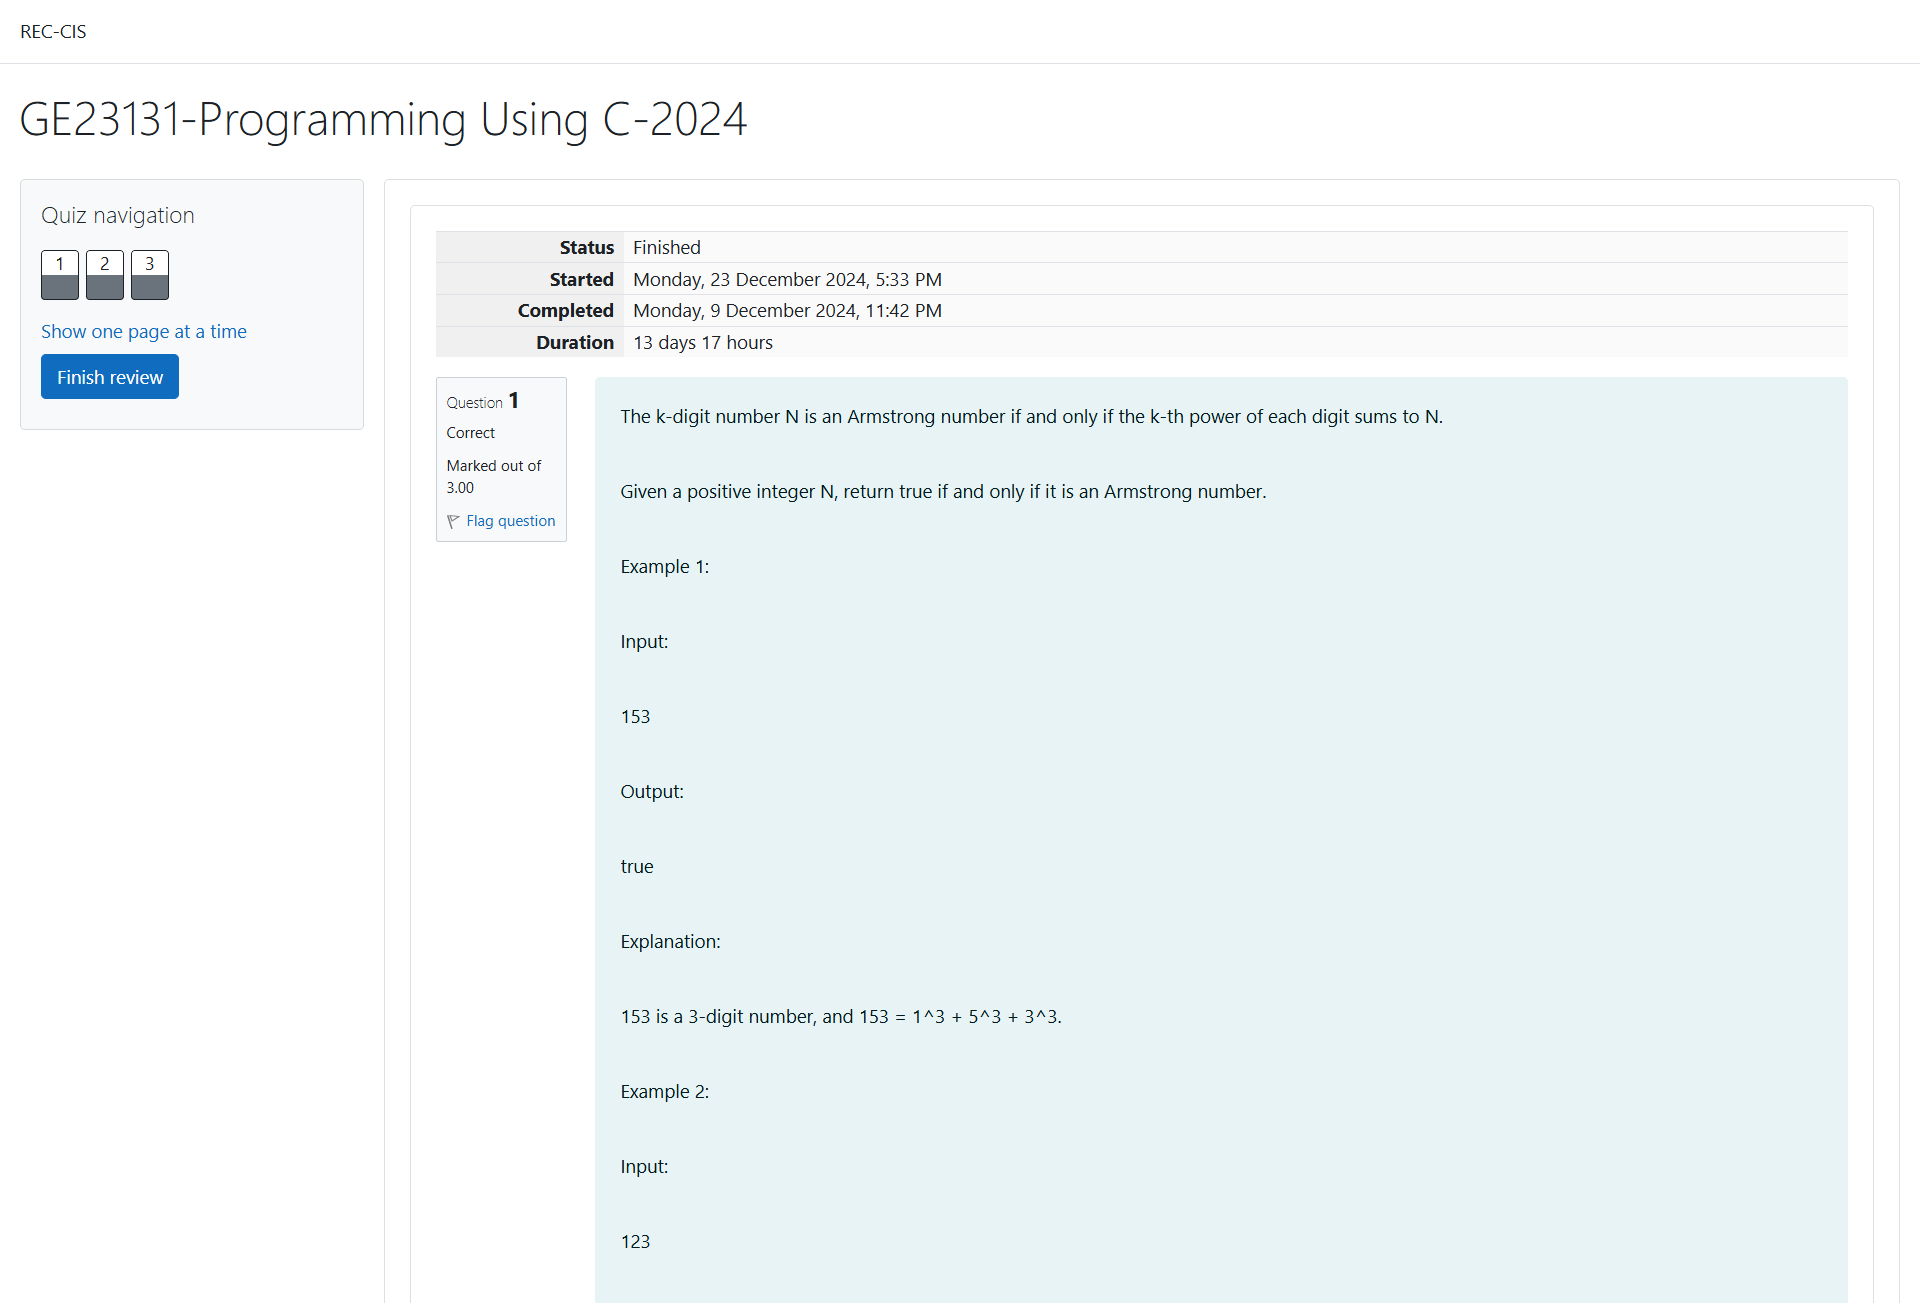 REC-CIS
GE23131-Programming Using C-2024
Quiz navigation
1 2 3
Show one page at a time
Finish review
Status Finished
Started Monday, 23 December 2024, 5:33 PM
Completed Monday, 9 December 2024, 11:42 PM
Duration 13 days 17 hours
Question 1
Correct
Marked out of
3.00
Flag question
The k-digit number N is an Armstrong number if and only if the k-th power of each digit sums to N.
Given a positive integer N, return true if and only if it is an Armstrong number.
Example 1:
Input:
153
Output:
true
Explanation:
153 is a 3-digit number, and 153 = 1^3 + 5^3 + 3^3.
Example 2:
Input:
123